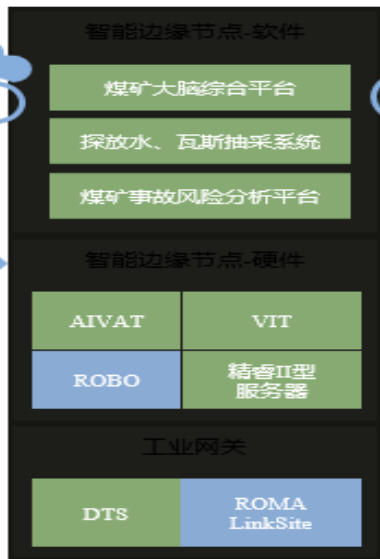 智能边缘节点-软件
煤矿大脑综合平台
探放水、瓦斯抽采系统
煤矿事故风险分析平台
智能边缘节点-硬件
AIVAT
VIT
ROBO
精睿II型
服务器
工业网关
DTS
ROMA
LinkSite